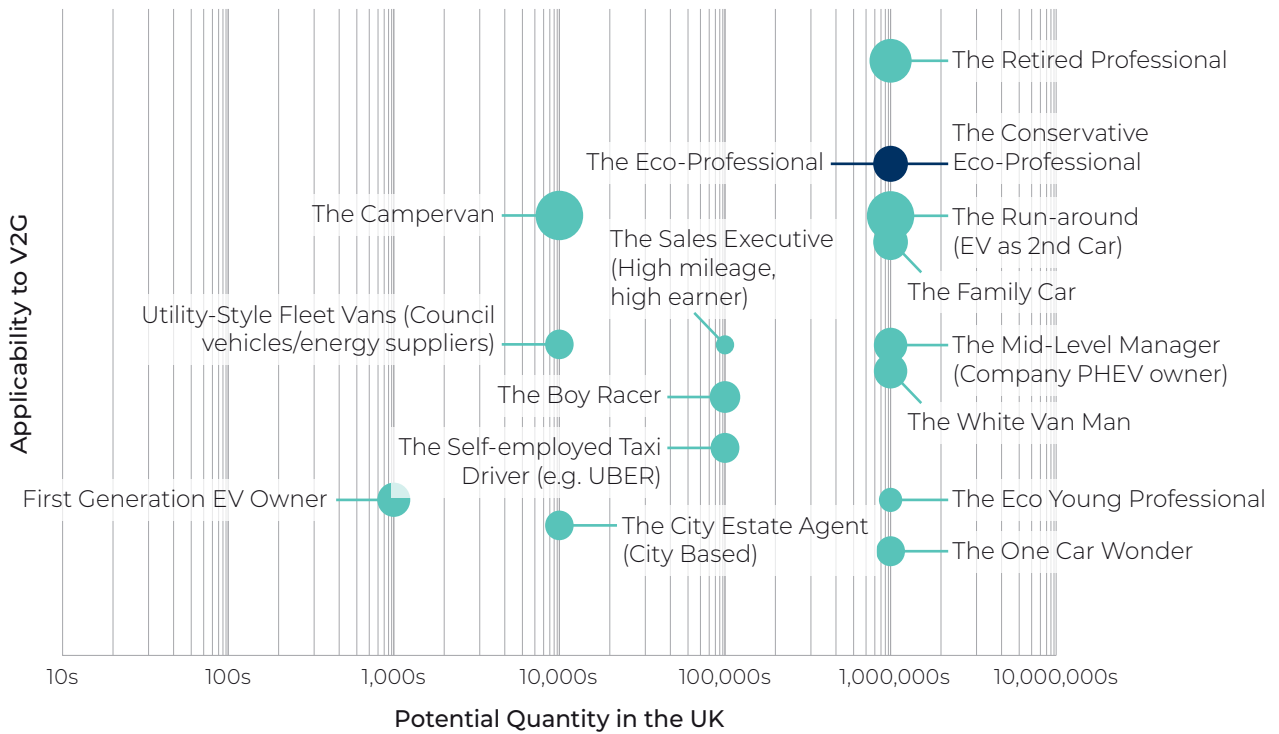 The Retired Professional
The Conservative
Eco-Professional
The Eco-Professional
The Campervan
The Run-around
(EV as 2nd Car)
The Sales Executive
(High mileage,
high earner)
The Family Car
Utility-Style Fleet Vans (Council
vehicles/energy suppliers)
The Mid-Level Manager
(Company PHEV owner)
The Boy Racer
The White Van Man
The Self-employed Taxi
Driver (e.g. UBER)
First Generation EV Owner
The Eco Young Professional
The City Estate Agent
(City Based)
The One Car Wonder
Applicability to V2G
10s
100s
1,000s
10,000s
100,000s
1,000,000s
10,000,000s
Potential Quantity in the UK